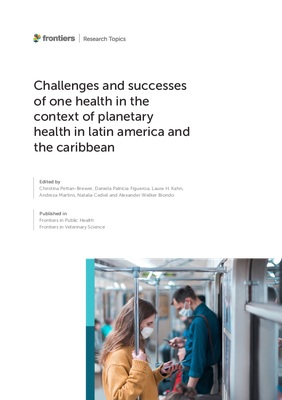 frontiers | Research Topics
Challenges and successes
of one health in the
context of planetary
health in latin america and
the caribbean
Edited by
Christina Pettan-Brewer, Daniela Patricia Figueroa, Laura H. Kahn,
Andreza Martins, Natalia Cediel and Alexander Welker Biondo
Published in
Frontiers in Public Health
Frontiers in Veterinary Science